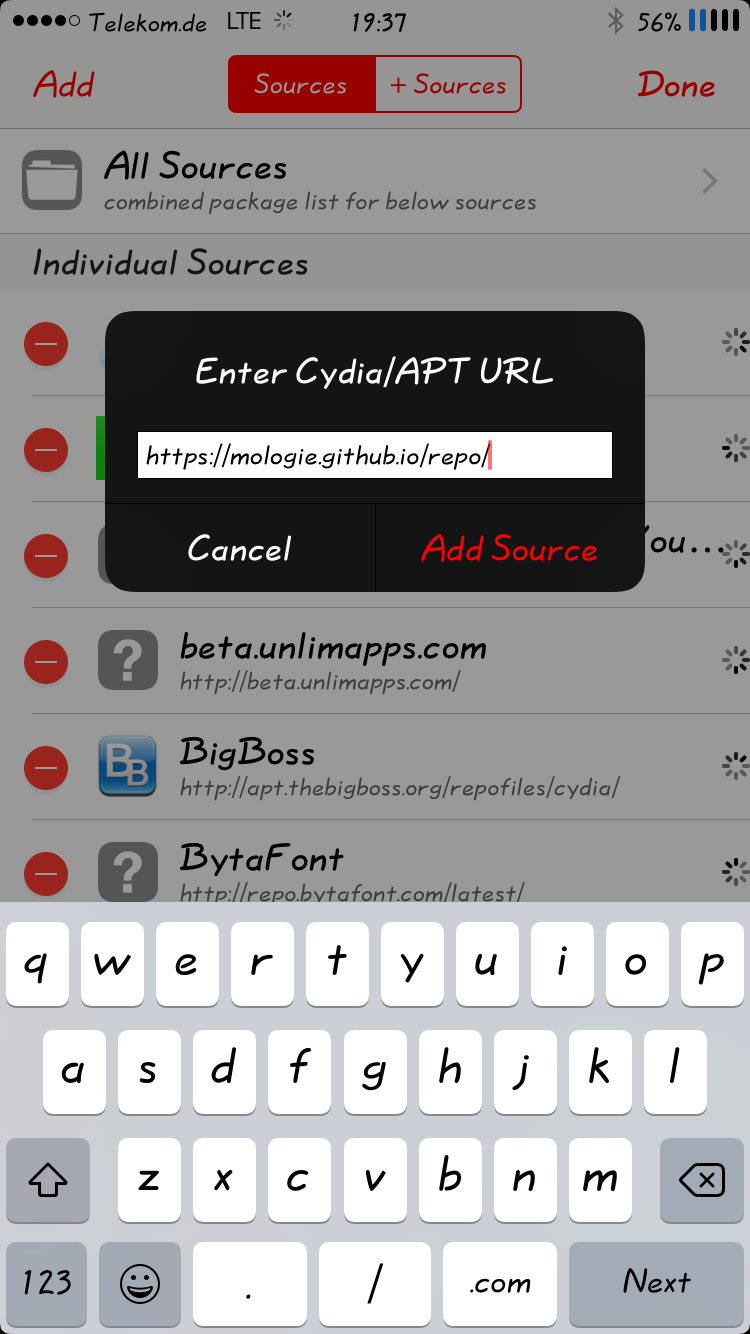 Telekom.de LTE 19:37 56%
Add Sources + Sources Done
All Sources
combined package list for below sources
Individual Sources
Enter Cydia/APT URL
https://mologie.github.io/repo/
Cancel Add Source
ou...
beta.unlimapps.com
http://beta.unlimapps.com/
BB
BigBoss
http://apt.thebigboss.org/repofiles/cydia/
BytaFont
http://repo.bytafont.com/latest/
q w e r t y u i o p
a s d f g h j k l
z x c v b n m
123 . / .com Next